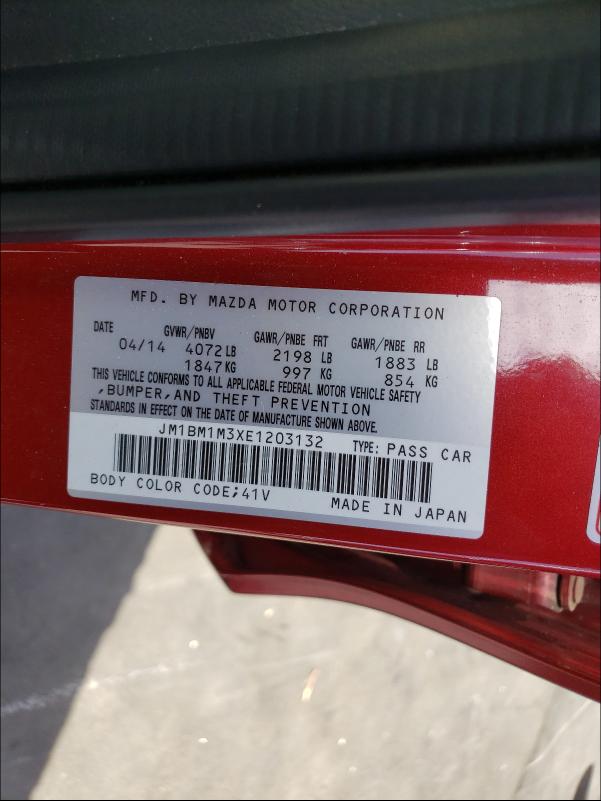 MFD. BY MAZDA MOTOR CORPORATION
DATE GVWR/PNBV GAWR/PNBE FRT GAWR/PNBE RR
04/14 4072 LB 2198 LB 1883 LB
1847 KG 997 KG 854 KG
THIS VEHICLE CONFORMS TO ALL APPLICABLE FEDERAL MOTOR VEHICLE SAFETY
,BUMPER,AND THEFT PREVENTION
STANDARDS IN EFFECT ON THE DATE OF MANUFACTURE SHOWN ABOVE.
JM1BM1M3XE1203132 TYPE: PASS CAR
BODY COLOR CODE;41V MADE IN JAPAN